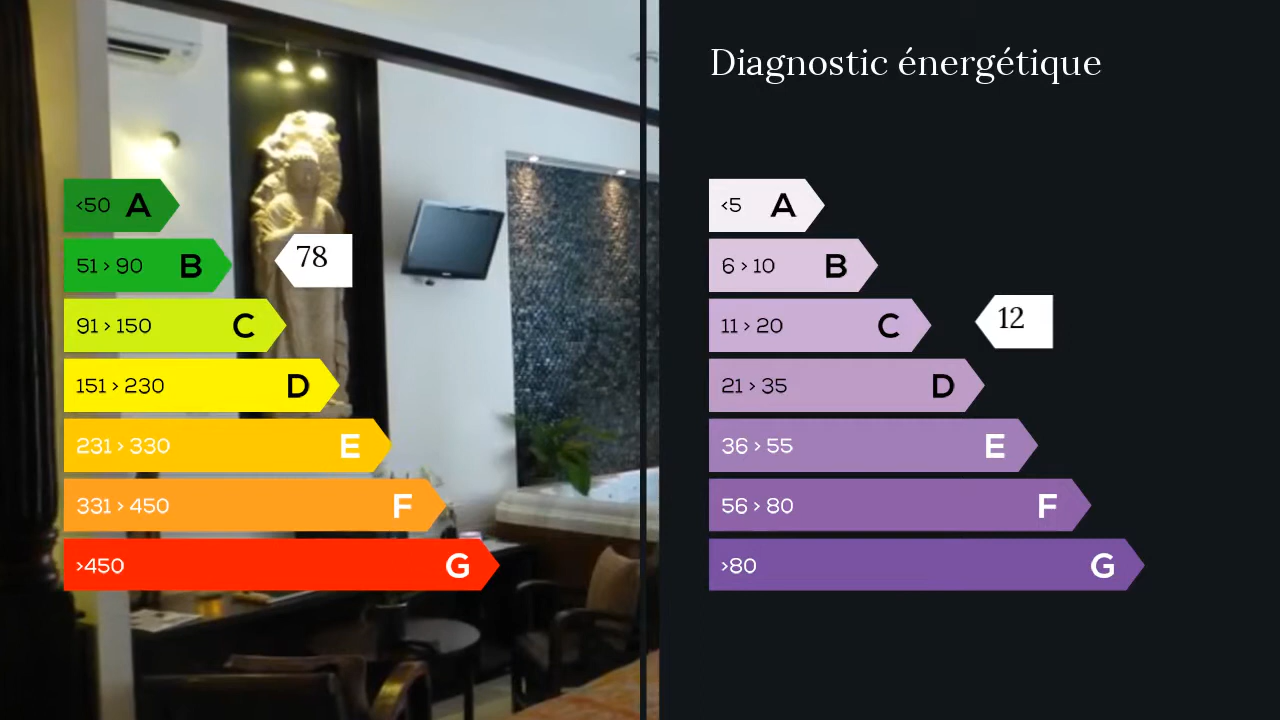 Diagnostic énergétique
<50 A
51 > 90 B
78
91 > 150 C
151 > 230 D
231 > 330 E
331 > 450 F
>450 G
<5 A
6 > 10 B
11 > 20 C
12
21 > 35 D
36 > 55 E
56 > 80 F
>80 G